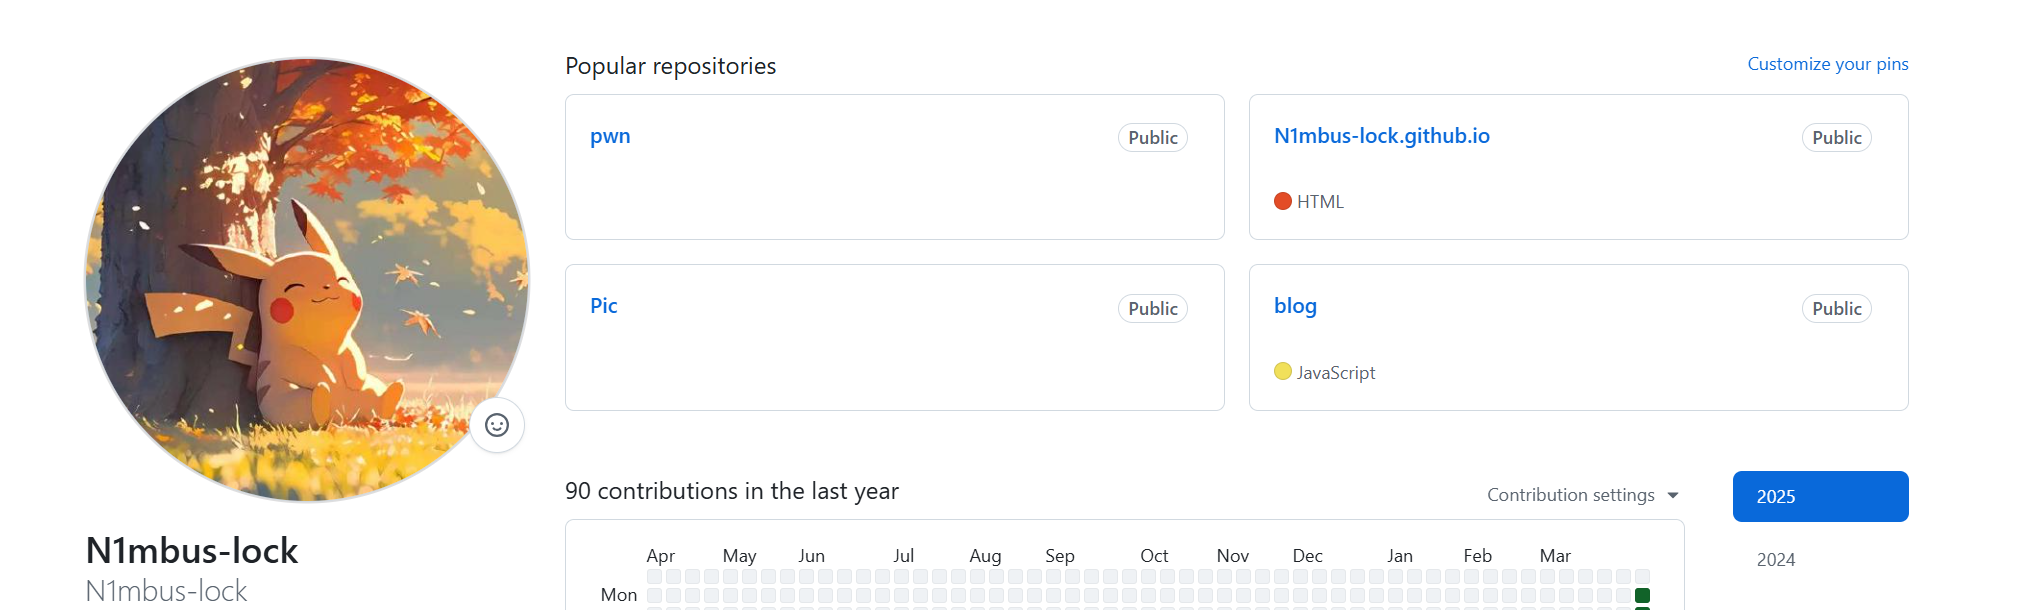 Popular repositories
Customize your pins
pwn
Public
N1mbus-lock.github.io
Public
HTML
Pic
Public
blog
Public
JavaScript
90 contributions in the last year
Contribution settings
2025
2024
Apr May Jun Jul Aug Sep Oct Nov Dec Jan Feb Mar
Mon
N1mbus-lock
N1mbus-lock